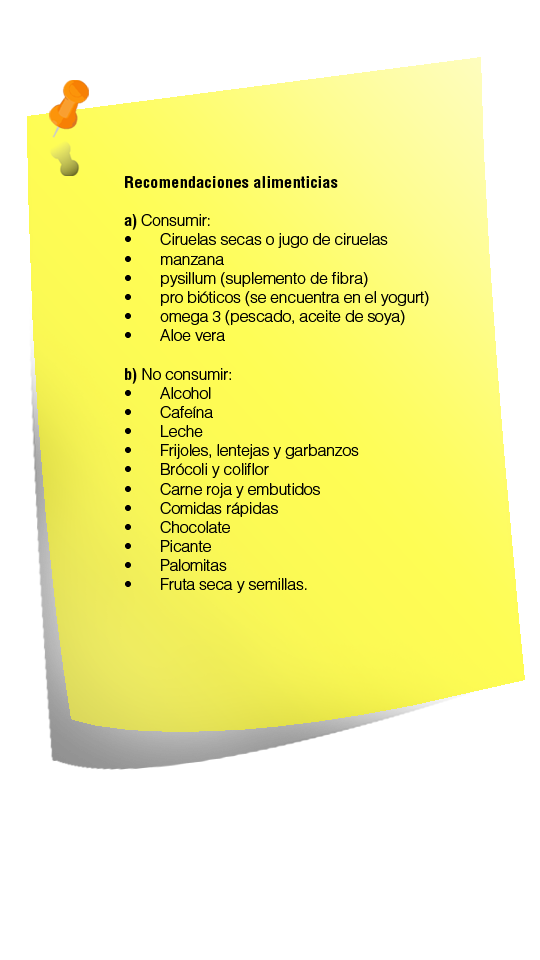 Recomendaciones alimenticias
a) Consumir:
• Ciruelas secas o jugo de ciruelas
• manzana
• pysillum (suplemento de fibra)
• pro bióticos (se encuentra en el yogurt)
• omega 3 (pescado, aceite de soya)
• Aloe vera
b) No consumir:
• Alcohol
• Cafeína
• Leche
• Frijoles, lentejas y garbanzos
• Brócoli y coliflor
• Carne roja y embutidos
• Comidas rápidas
• Chocolate
• Picante
• Palomitas
• Fruta seca y semillas.